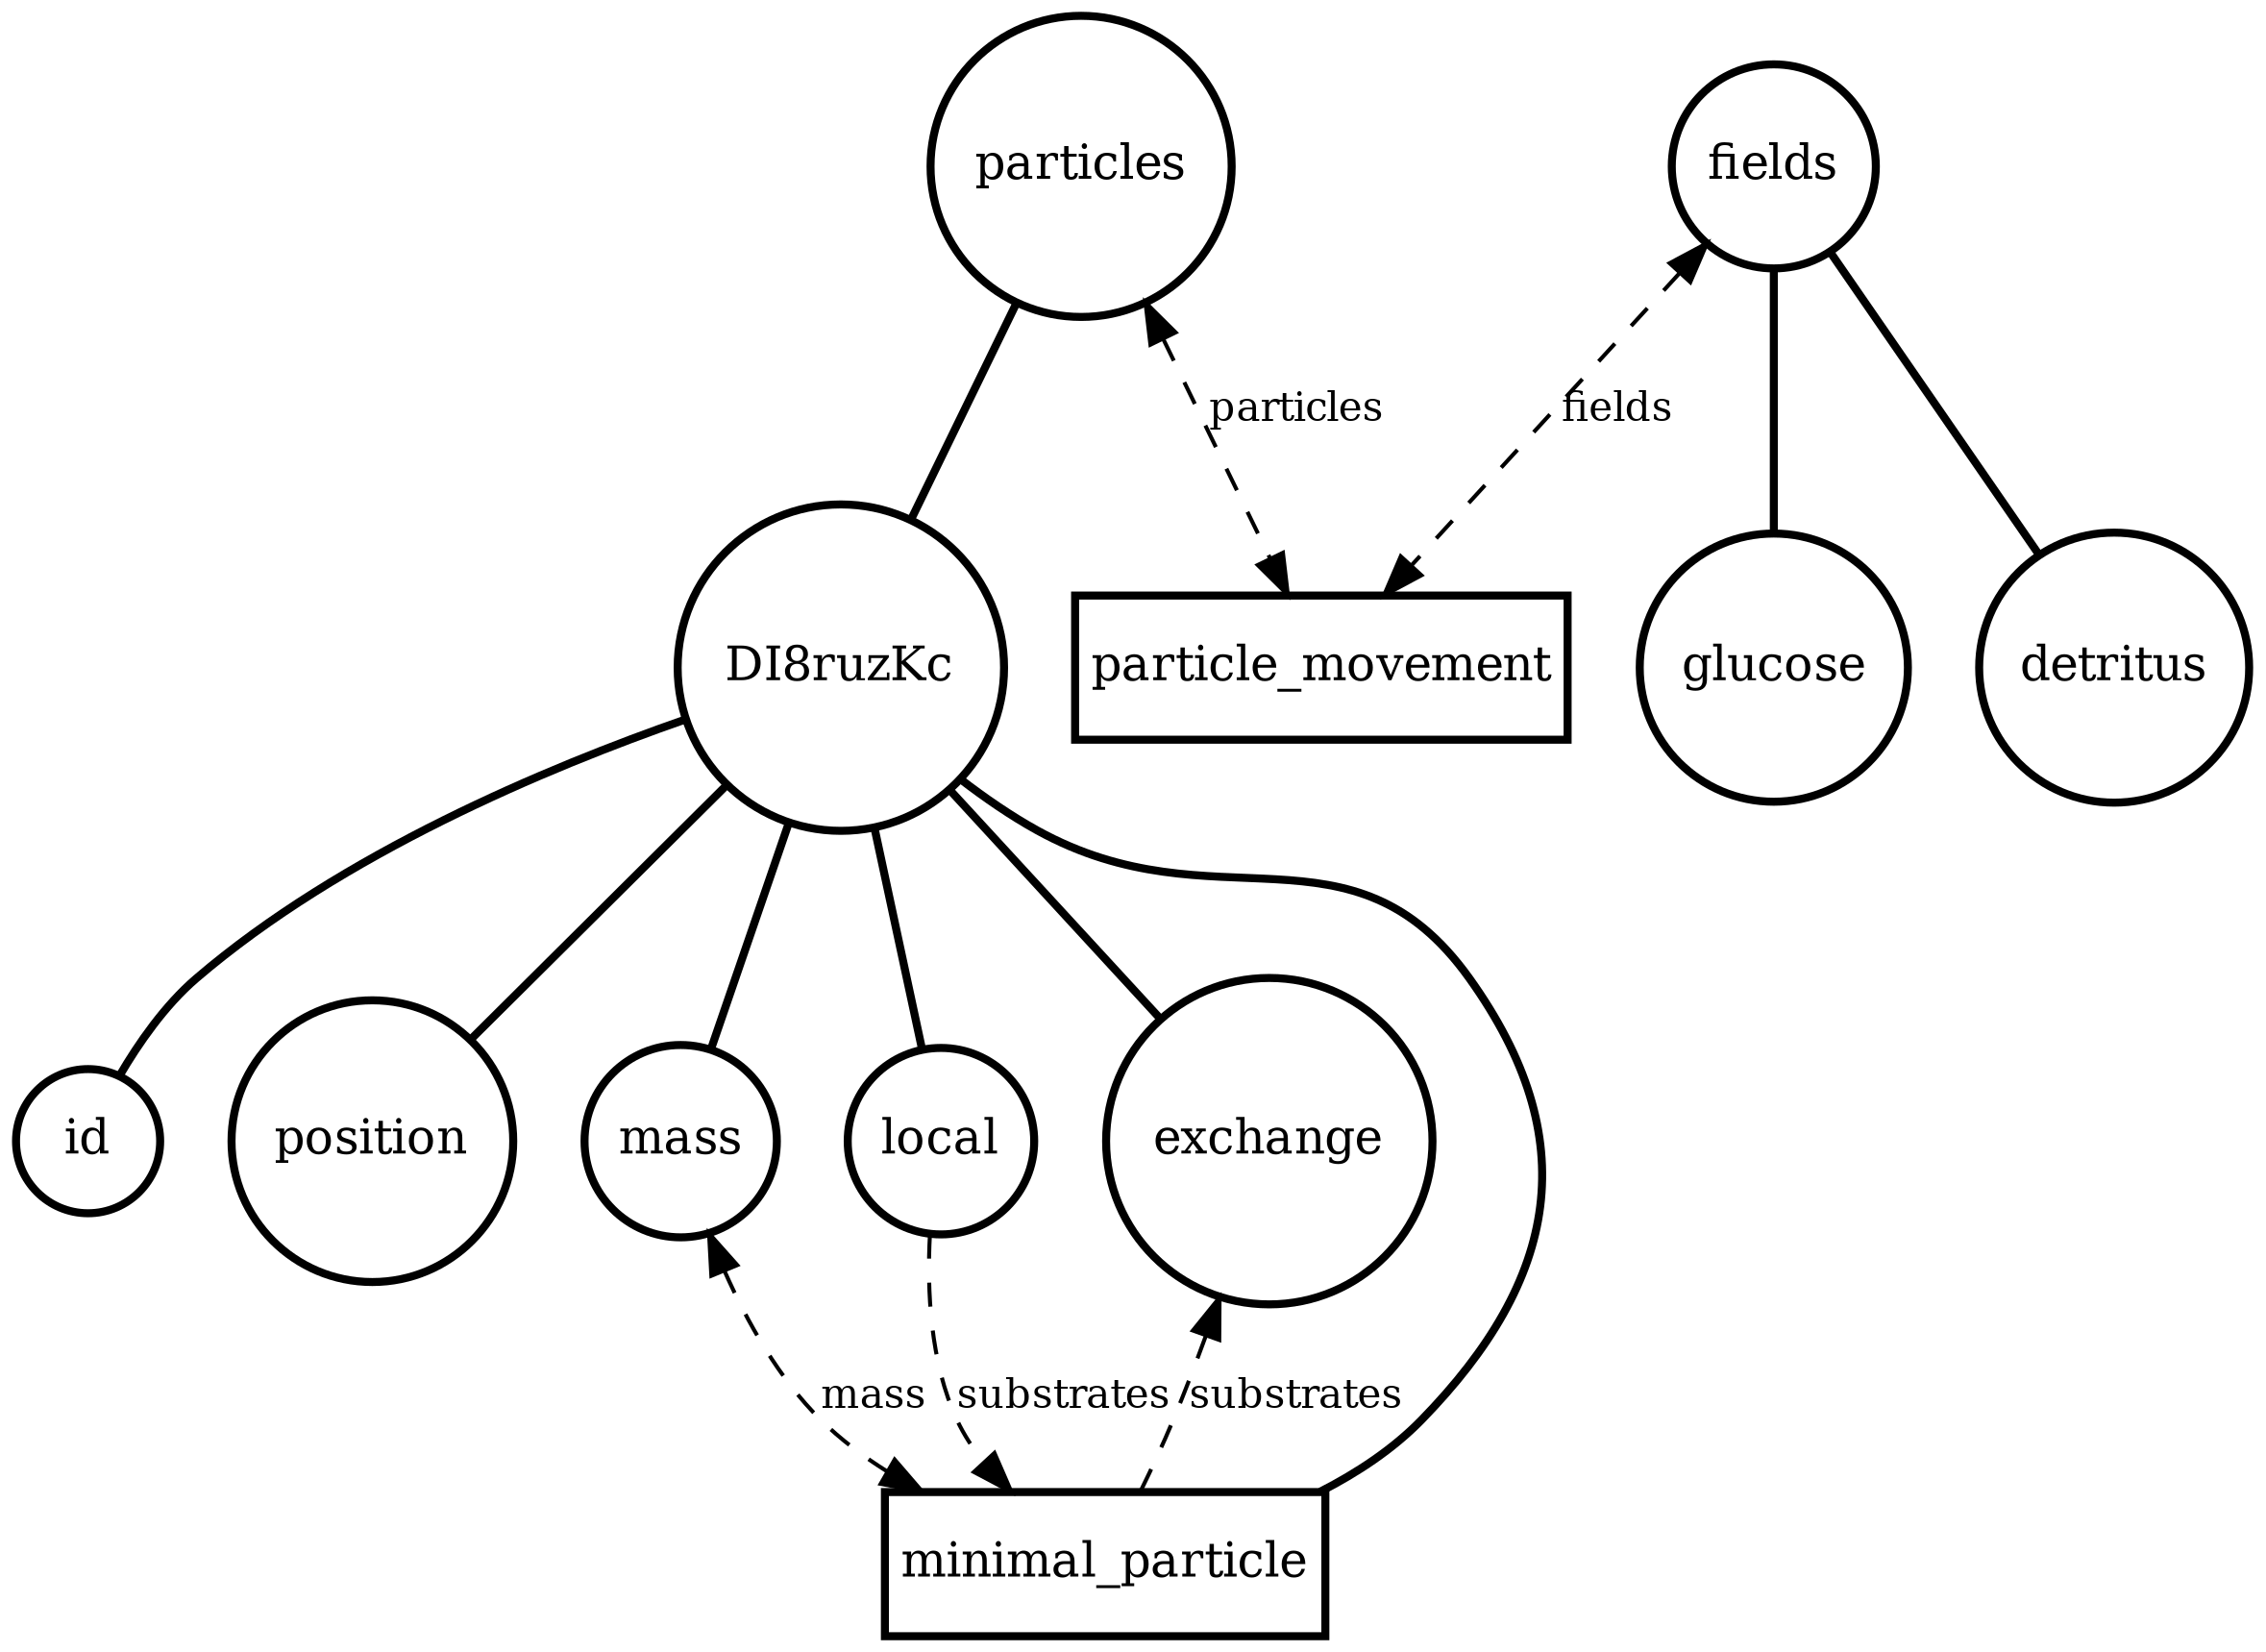 particles
fields
particles
fields
DI8ruzKc
particle_movement
glucose
detritus
id
position
mass
local
exchange
mass
substrates
substrates
minimal_particle